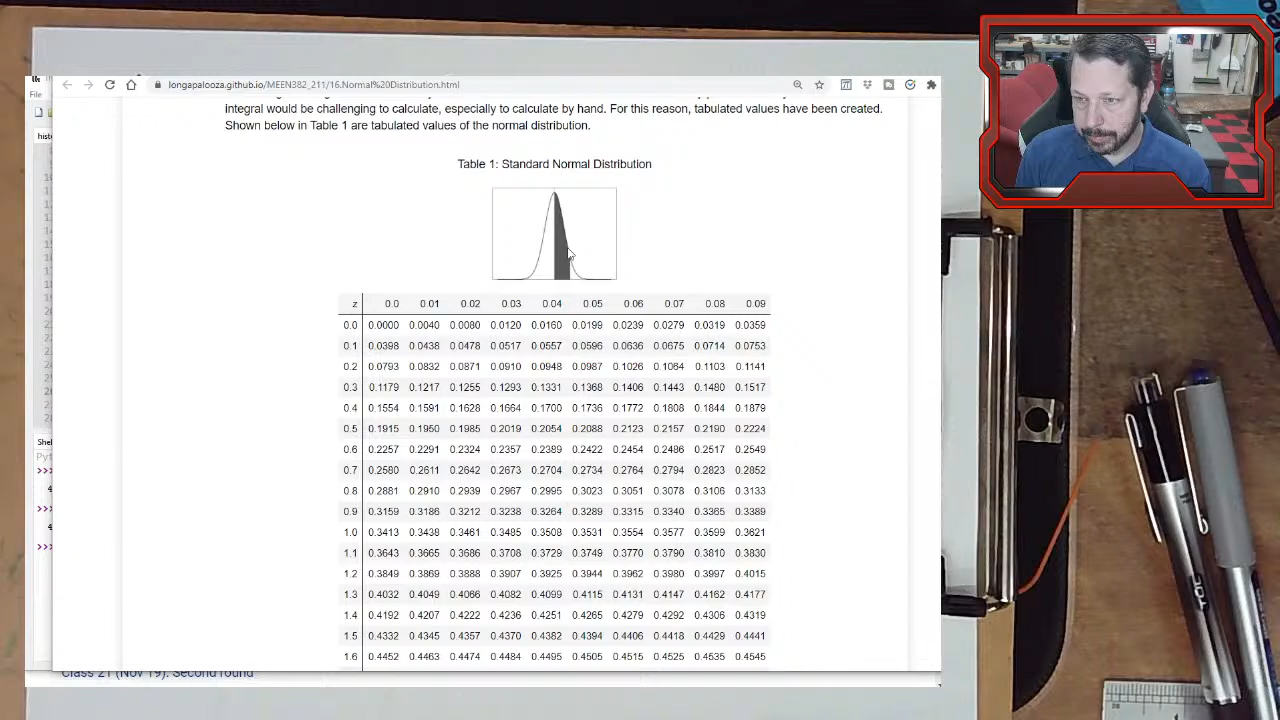 longapalooza.github.io/MEEN382_211/16.Normal%20Distribution.html
File
integral would be challenging to calculate, especially to calculate by hand. For this reason, tabulated values have been created.
Shown below in Table 1 are tabulated values of the normal distribution.
Table 1: Standard Normal Distribution
z 0.0 0.01 0.02 0.03 0.04 0.05 0.06 0.07 0.08 0.09
0.0 0.0000 0.0040 0.0080 0.0120 0.0160 0.0199 0.0239 0.0279 0.0319 0.0359
0.1 0.0398 0.0438 0.0478 0.0517 0.0557 0.0596 0.0636 0.0675 0.0714 0.0753
0.2 0.0793 0.0832 0.0871 0.0910 0.0948 0.0987 0.1026 0.1064 0.1103 0.1141
0.3 0.1179 0.1217 0.1255 0.1293 0.1331 0.1368 0.1406 0.1443 0.1480 0.1517
0.4 0.1554 0.1591 0.1628 0.1664 0.1700 0.1736 0.1772 0.1808 0.1844 0.1879
0.5 0.1915 0.1950 0.1985 0.2019 0.2054 0.2088 0.2123 0.2157 0.2190 0.2224
0.6 0.2257 0.2291 0.2324 0.2357 0.2389 0.2422 0.2454 0.2486 0.2517 0.2549
0.7 0.2580 0.2611 0.2642 0.2673 0.2704 0.2734 0.2764 0.2794 0.2823 0.2852
0.8 0.2881 0.2910 0.2939 0.2967 0.2995 0.3023 0.3051 0.3078 0.3106 0.3133
0.9 0.3159 0.3186 0.3212 0.3238 0.3264 0.3289 0.3315 0.3340 0.3365 0.3389
1.0 0.3413 0.3438 0.3461 0.3485 0.3508 0.3531 0.3554 0.3577 0.3599 0.3621
1.1 0.3643 0.3665 0.3686 0.3708 0.3729 0.3749 0.3770 0.3790 0.3810 0.3830
1.2 0.3849 0.3869 0.3888 0.3907 0.3925 0.3944 0.3962 0.3980 0.3997 0.4015
1.3 0.4032 0.4049 0.4066 0.4082 0.4099 0.4115 0.4131 0.4147 0.4162 0.4177
1.4 0.4192 0.4207 0.4222 0.4236 0.4251 0.4265 0.4279 0.4292 0.4306 0.4319
1.5 0.4332 0.4345 0.4357 0.4370 0.4382 0.4394 0.4406 0.4418 0.4429 0.4441
1.6 0.4452 0.4463 0.4474 0.4484 0.4495 0.4505 0.4515 0.4525 0.4535 0.4545
Class 21 (Nov 19): Second round
TUL